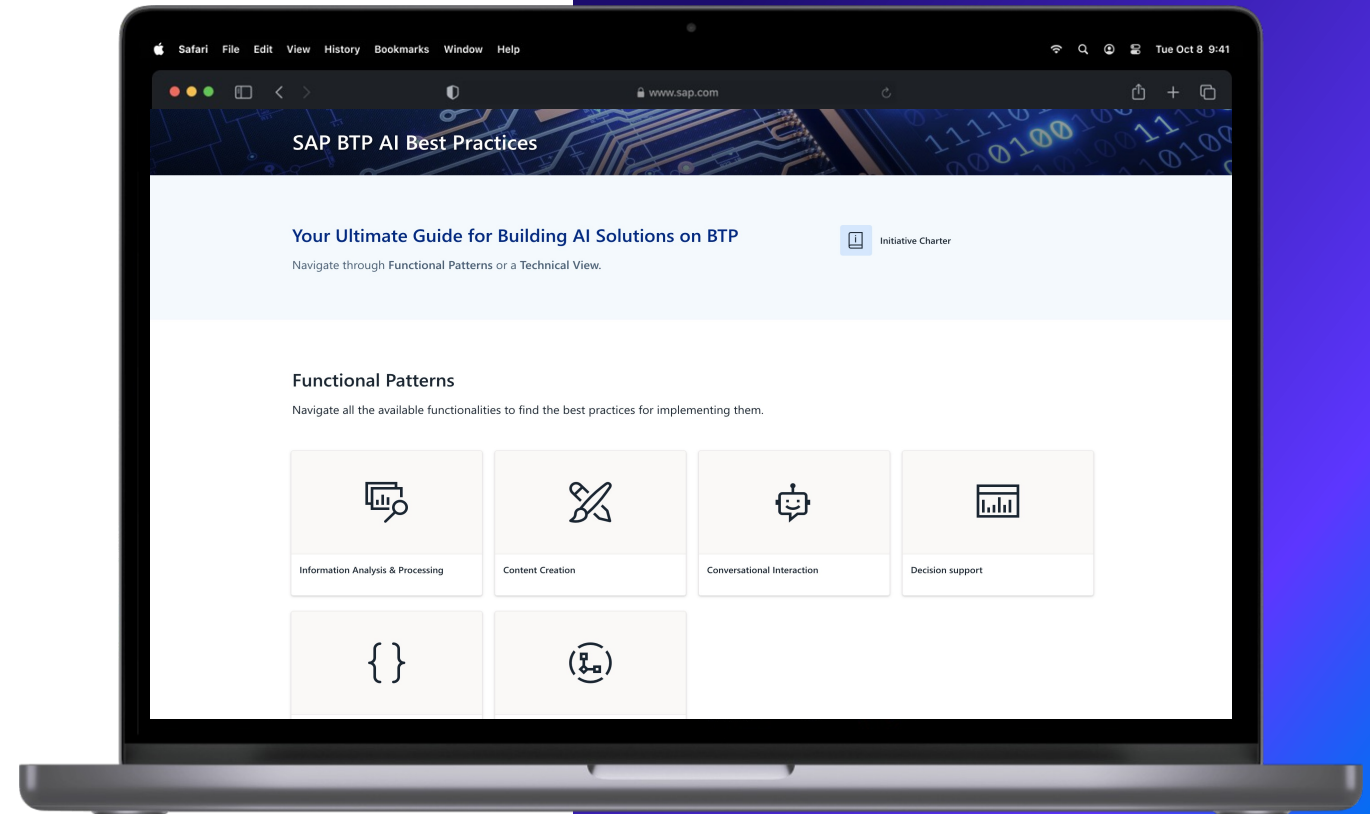 Safari File Edit View History Bookmarks Window Help
Tue Oct 8 9:41
www.sap.com
SAP BTP AI Best Practices
Your Ultimate Guide for Building AI Solutions on BTP
Navigate through Functional Patterns or a Technical View.
Initiative Charter
Functional Patterns
Navigate all the available functionalities to find the best practices for implementing them.
Information Analysis & Processing
Content Creation
Conversational Interaction
Decision support